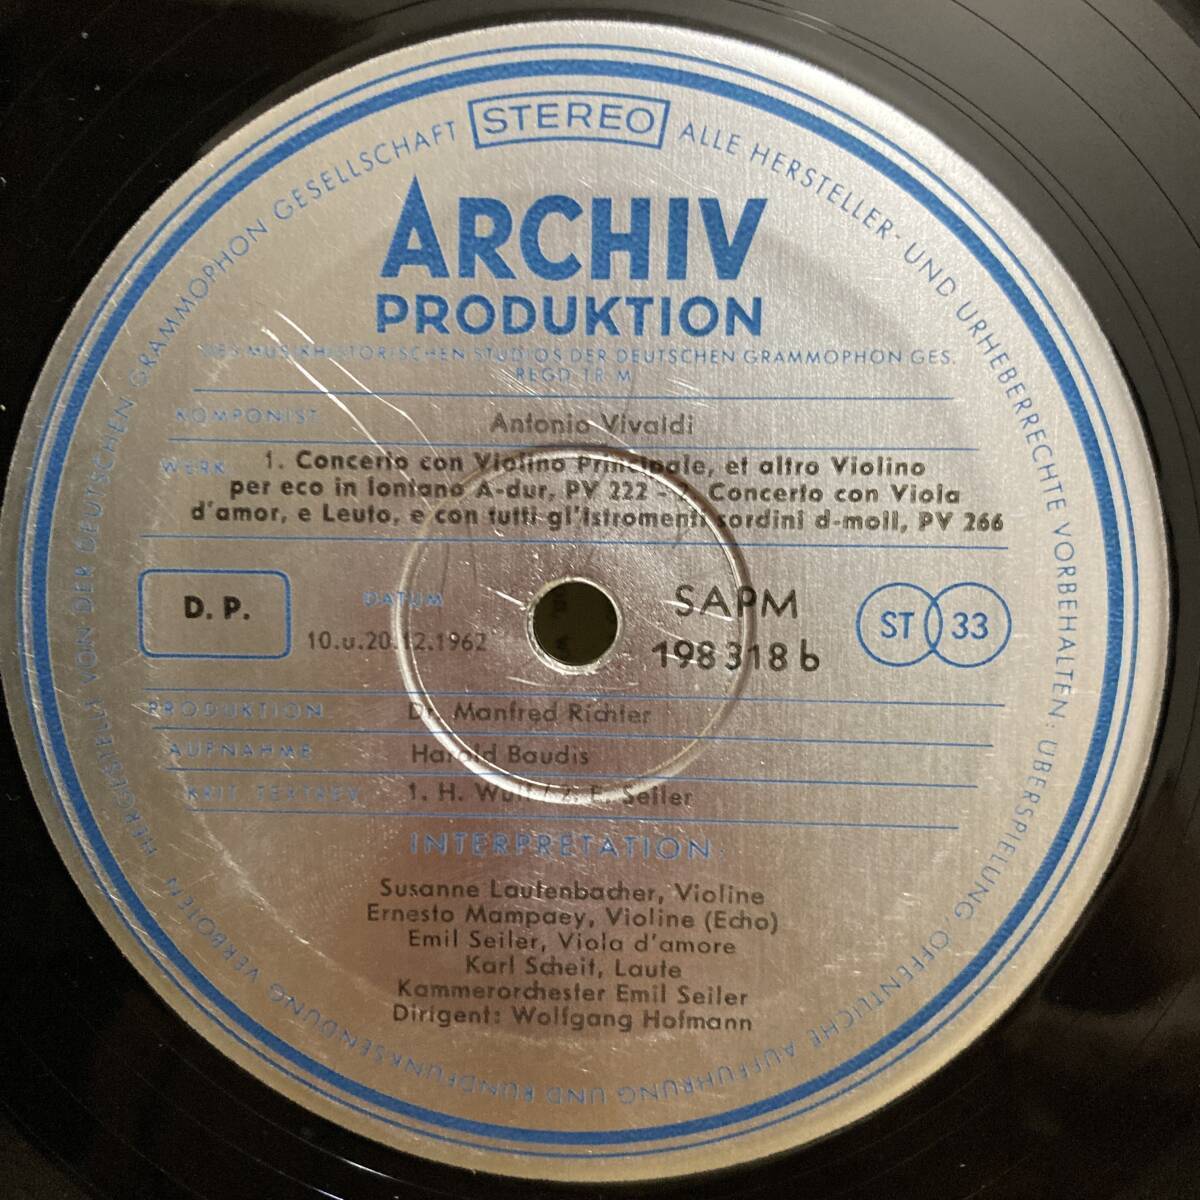 HERGESTELLT VON DER DEUTSCHEN GRAMMOPHON GESELLSCHAFT
STEREO
ALLE HERSTELLER- UND URHEBERRECHTE VORBEHALTEN: ÜBERSPIELUNG, ÖFFENTLICHE AUFFÜHRUNG UND RUNDFUNKSENDUNG VERBOTEN
ARCHIV
PRODUKTION
DES MUSIKHISTORISCHEN STUDIOS DER DEUTSCHEN GRAMMOPHON GES.
REGD. TR. M.
KOMPONIST Antonio Vivaldi
WERK 1. Concerto con Violino Principale, et altro Violino
per eco in lontano A-dur, PV 222 - 2. Concerto con Viola
d'amor, e Leuto, e con tutti gl'istromenti sordini d-moll, PV 266
D. P.
DATUM
10.u.20.12.1962
SAPM
198 318 b
ST 33
PRODUKTION Dr. Manfred Richter
AUFNAHME Harald Baudis
KRIT. TEXTREV. 1. H. Wulf / 2. E. Seiler
INTERPRETATION:
Susanne Lautenbacher, Violine
Ernesto Mampaey, Violine (Echo)
Emil Seiler, Viola d'amore
Karl Scheit, Laute
Kammerorchester Emil Seiler
Dirigent: Wolfgang Hofmann